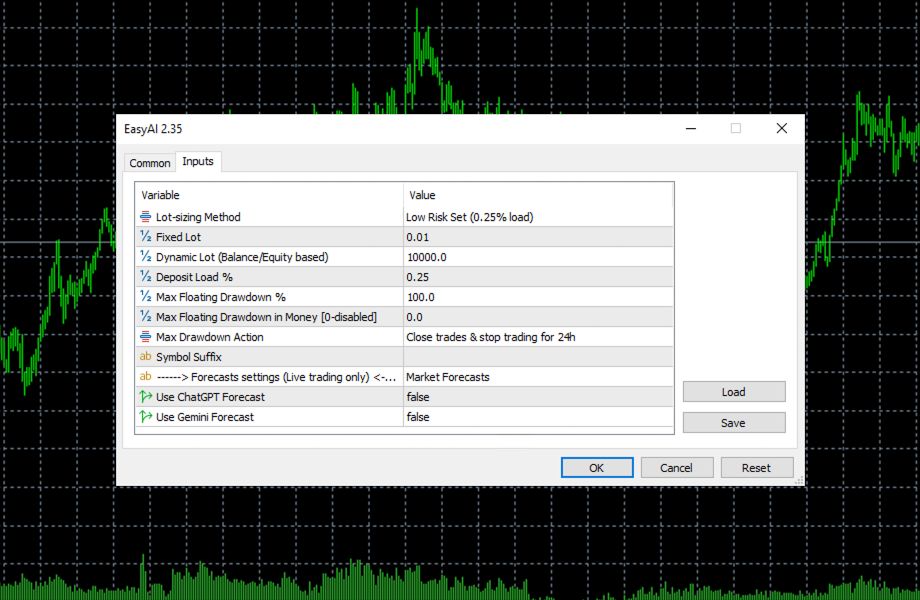 EasyAI 2.35
Common Inputs
Variable Value
Lot-sizing Method Low Risk Set (0.25% load)
Fixed Lot 0.01
Dynamic Lot (Balance/Equity based) 10000.0
Deposit Load % 0.25
Max Floating Drawdown % 100.0
Max Floating Drawdown in Money [0-disabled] 0.0
Max Drawdown Action Close trades & stop trading for 24h
ab Symbol Suffix
ab ------> Forecasts settings (Live trading only) <-... Market Forecasts
Use ChatGPT Forecast false
Use Gemini Forecast false
Load
Save
OK Cancel Reset